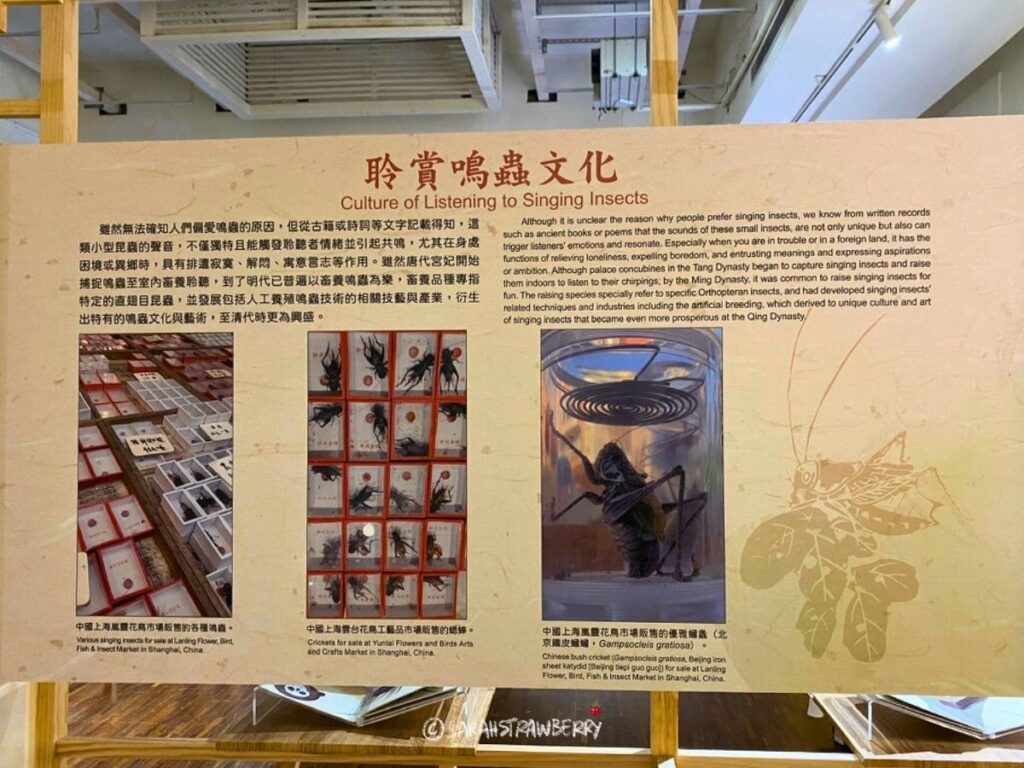 聆賞鳴蟲文化
Culture of Listening to Singing Insects
雖然無法確知人們偏愛鳴蟲的原因，但從古籍或詩詞等文字記載得知，這
類小型昆蟲的聲音，不僅獨特且能觸發聆聽者情緒並引起共鳴，尤其在身處
困境或異鄉時，具有排遣寂寞、解悶、寓意言志等作用。雖然唐代宮妃開始
捕捉鳴蟲至室內畜養聆聽，到了明代已普遍以畜養鳴蟲為樂，畜養品種專指
特定的直翅目昆蟲，並發展包括人工養殖鳴蟲技術的相關技藝與產業，衍生
出特有的鳴蟲文化與藝術，至清代時更為興盛。
Although it is unclear the reason why people prefer singing insects, we know from written records
such as ancient books or poems that the sounds of these small insects, are not only unique but also can
trigger listeners' emotions and resonate. Especially when you are in trouble or in a foreign land, it has the
functions of relieving loneliness, expelling boredom, and entrusting meanings and expressing aspirations
or ambition. Although palace concubines in the Tang Dynasty began to capture singing insects and raise
them indoors to listen to their chirpings; by the Ming Dynasty, it was common to raise singing insects for
fun. The raising species specially refer to specific Orthopteran insects, and had developed singing insects'
related techniques and industries including the artificial breeding, which derived to unique culture and art
of singing insects that became even more prosperous at the Qing Dynasty.
中國上海嵐靈花鳥市場販售的各種鳴蟲。
Various singing insects for sale at Lanling Flower, Bird,
Fish & Insect Market in Shanghai, China.
中國上海雲台花鳥工藝品市場販售的蟋蟀。
Crickets for sale at Yuntai Flowers and Birds Arts
and Crafts Market in Shanghai, China.
中國上海嵐靈花鳥市場販售的優雅蟈螽（北
京鐵皮蟈蟈，Gampsocleis gratiosa）。
Chinese bush cricket (Gampsocleis gratiosa, Beijing iron
sheet katydid [Beijing tiepi guo guo]) for sale at Lanling
Flower, Bird, Fish & Insect Market in Shanghai, China.
© SARAHSTRAWBERRY